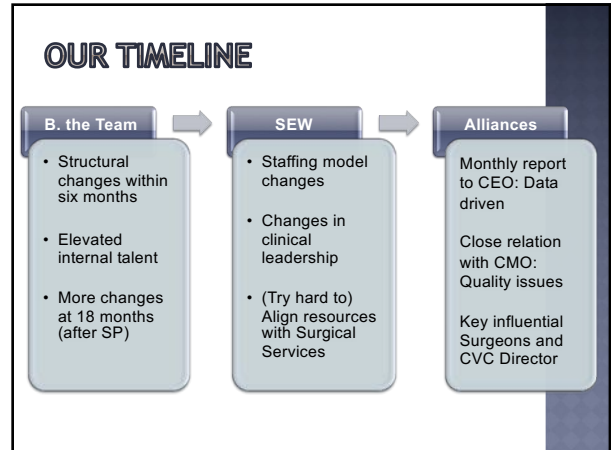 OUR TIMELINE
B. the Team
• Structural
changes within
six months
• Elevated
internal talent
• More changes
at 18 months
(after SP)
SEW
• Staffing model
changes
• Changes in
clinical
leadership
• (Try hard to)
Align resources
with Surgical
Services
Alliances
Monthly report
to CEO: Data
driven
Close relation
with CMO:
Quality issues
Key influential
Surgeons and
CVC Director